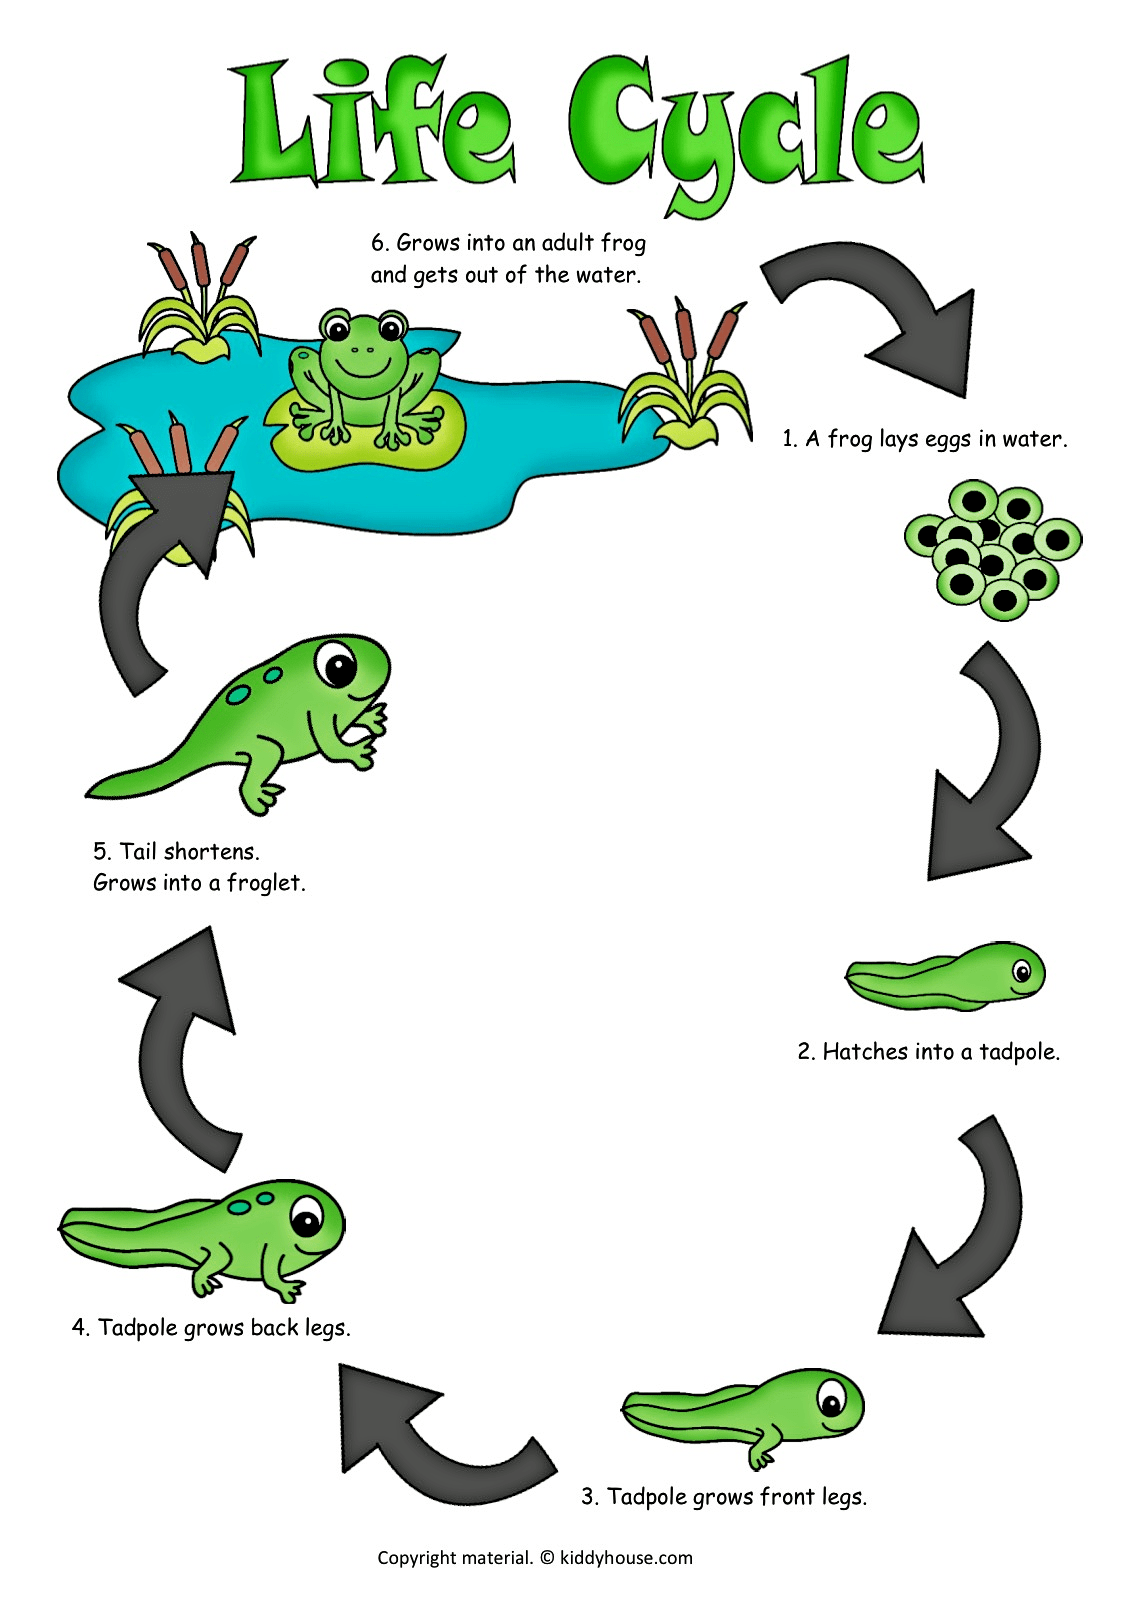 Life Cycle
6. Grows into an adult frog
and gets out of the water.
1. A frog lays eggs in water.
2. Hatches into a tadpole.
3. Tadpole grows front legs.
4. Tadpole grows back legs.
5. Tail shortens.
Grows into a froglet.
Copyright material. © kiddyhouse.com